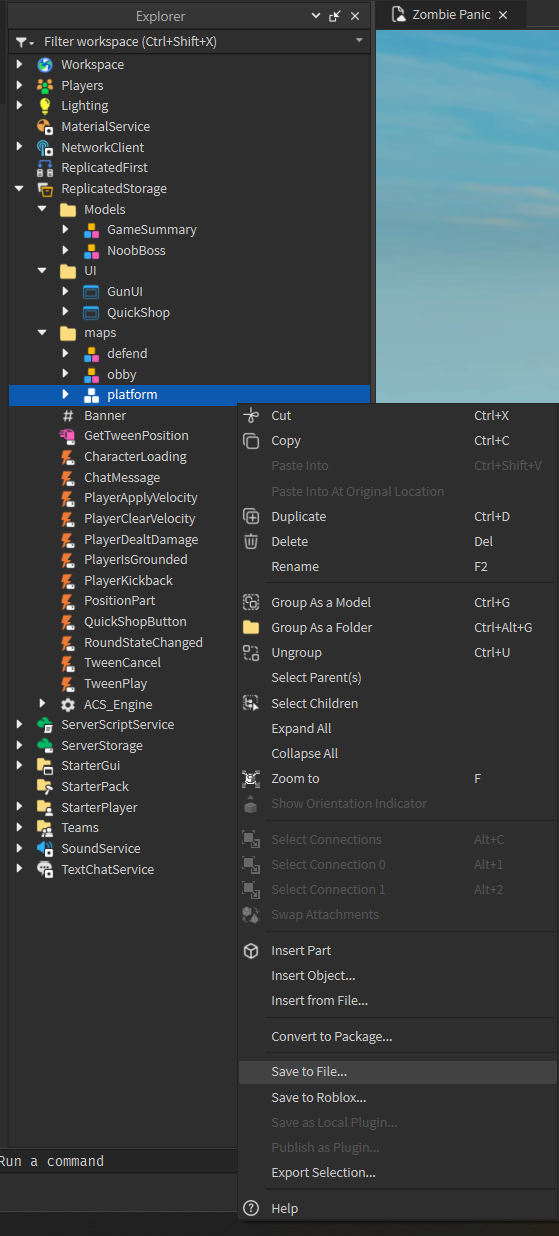 Explorer
Zombie Panic
Filter workspace (Ctrl+Shift+X)
Workspace
Players
Lighting
MaterialService
NetworkClient
ReplicatedFirst
ReplicatedStorage
Models
GameSummary
NoobBoss
UI
GunUI
QuickShop
maps
defend
obby
platform
Banner
GetTweenPosition
CharacterLoading
ChatMessage
PlayerApplyVelocity
PlayerClearVelocity
PlayerDealtDamage
PlayerIsGrounded
PlayerKickback
PositionPart
QuickShopButton
RoundStateChanged
TweenCancel
TweenPlay
ACS_Engine
ServerScriptService
ServerStorage
StarterGui
StarterPack
StarterPlayer
Teams
SoundService
TextChatService
Run a command
Cut Ctrl+X
Copy Ctrl+C
Paste Into Ctrl+Shift+V
Paste Into At Original Location
Duplicate Ctrl+D
Delete Del
Rename F2
Group As a Model Ctrl+G
Group As a Folder Ctrl+Alt+G
Ungroup Ctrl+U
Select Parent(s)
Select Children
Expand All
Collapse All
Zoom to F
Show Orientation Indicator
Select Connections Alt+C
Select Connection 0 Alt+1
Select Connection 1 Alt+2
Swap Attachments
Insert Part
Insert Object...
Insert from File...
Convert to Package...
Save to File...
Save to Roblox...
Save as Local Plugin...
Publish as Plugin...
Export Selection...
Help